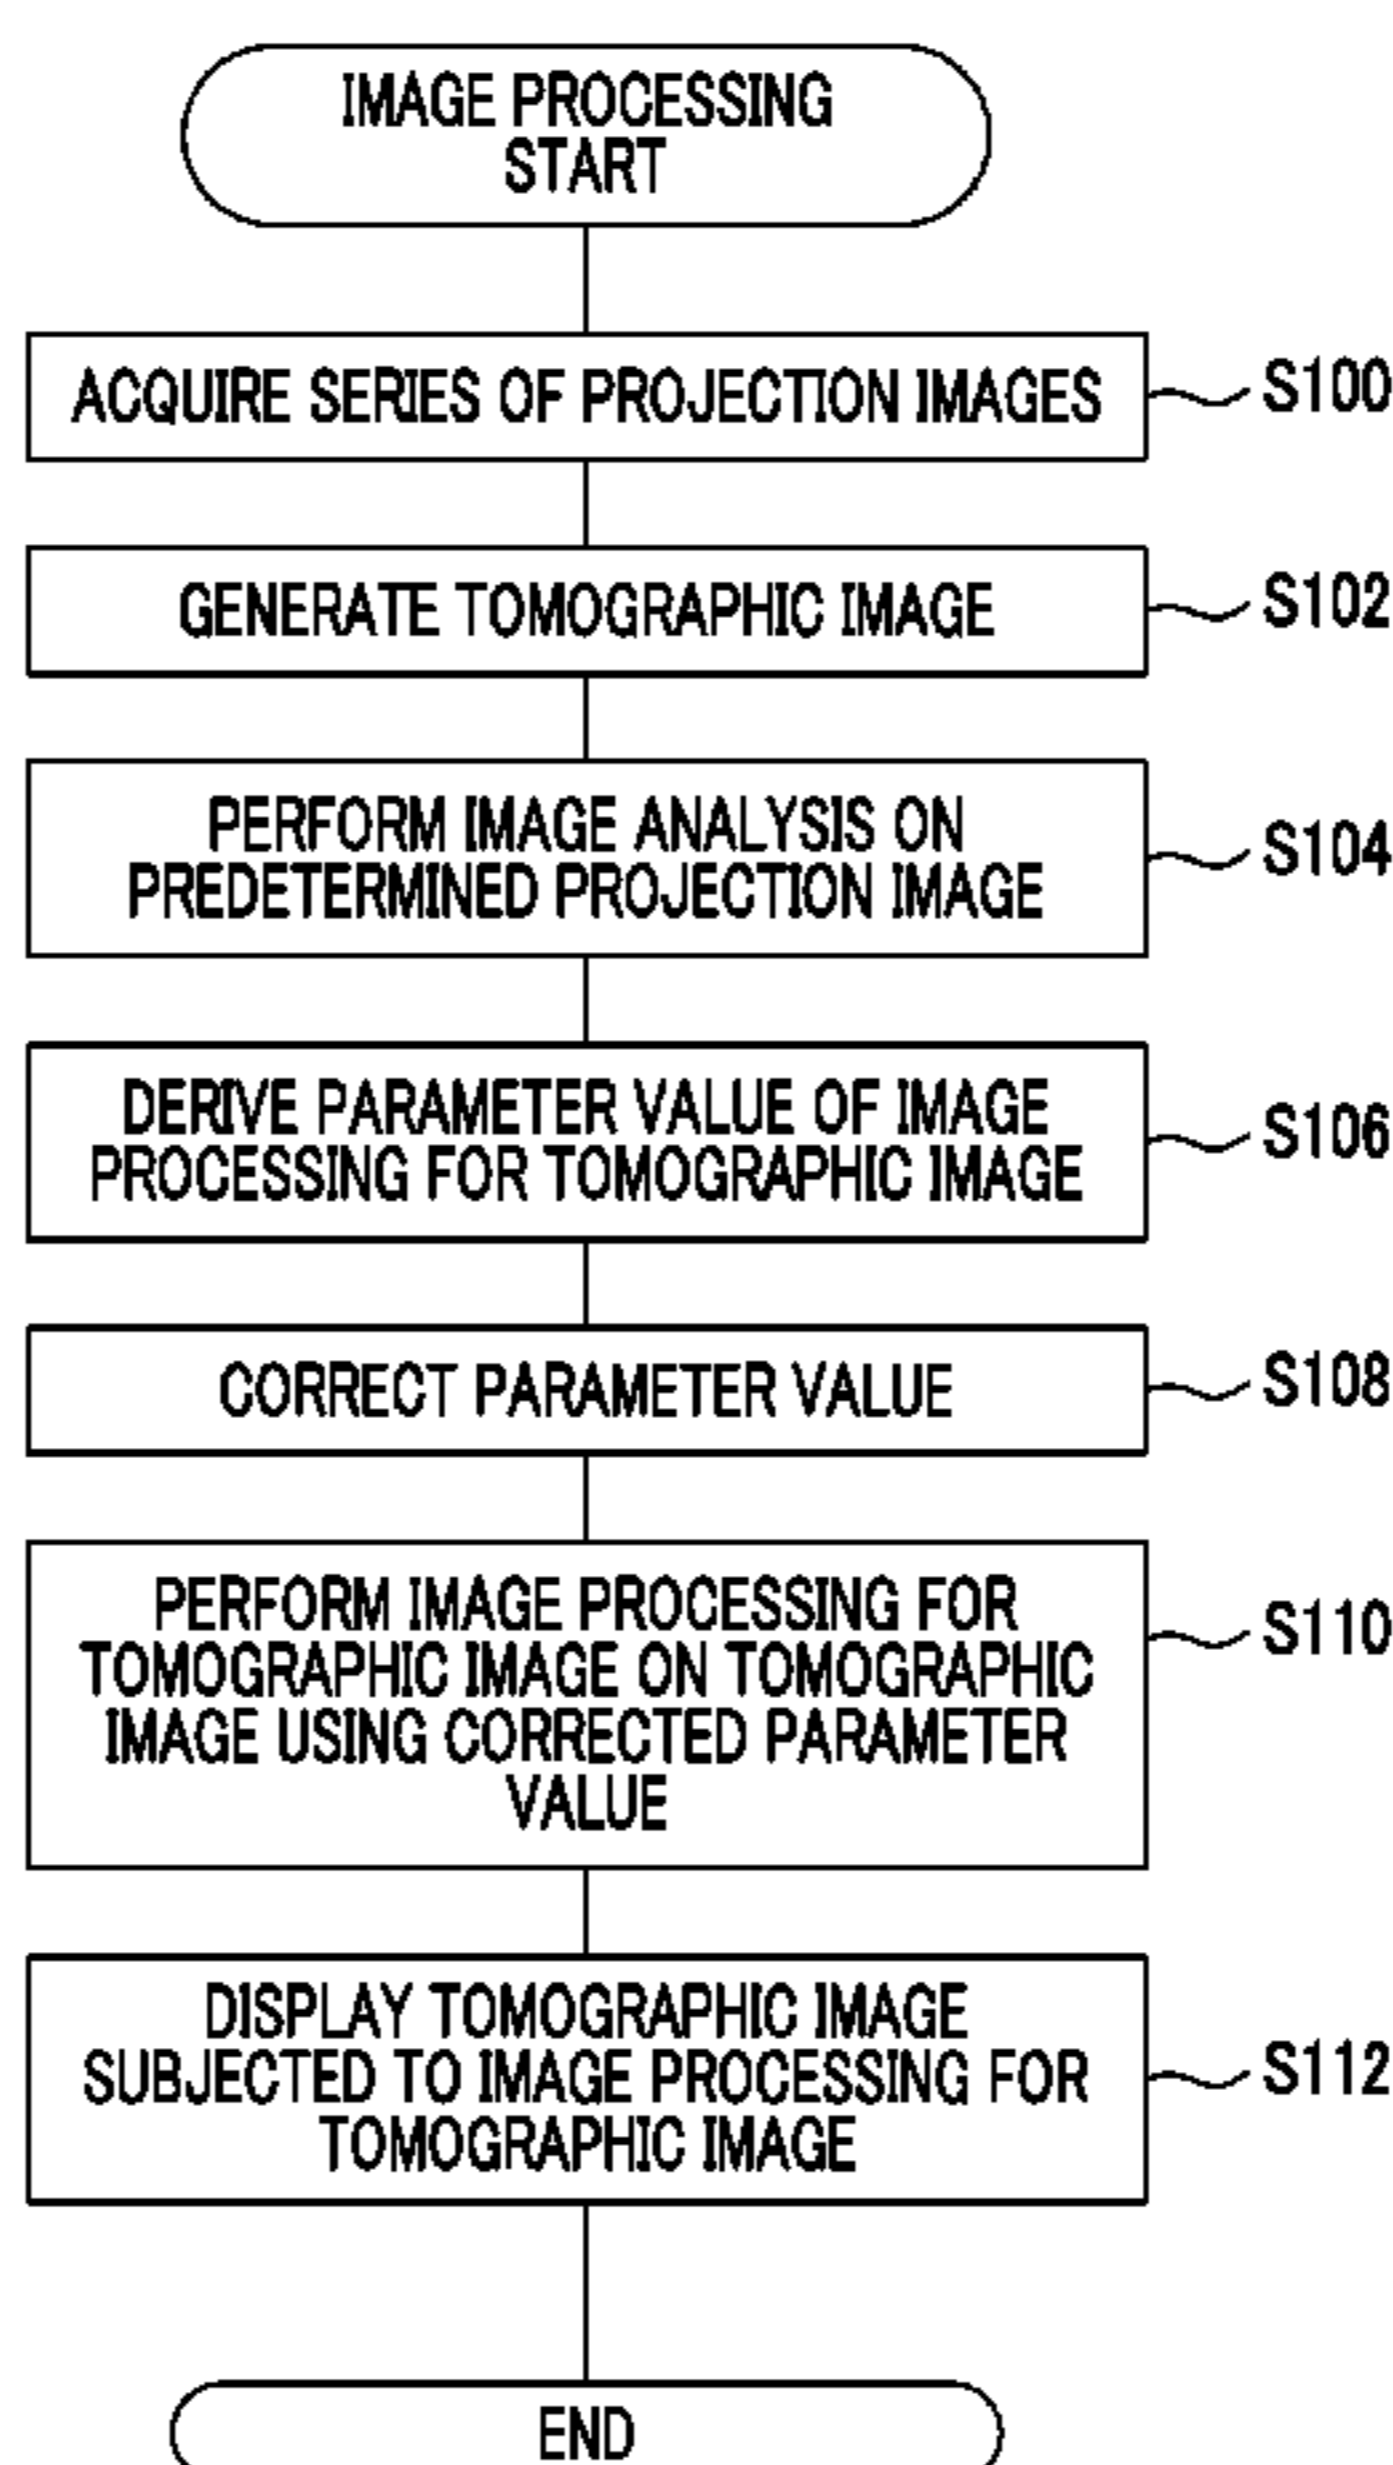 IMAGE PROCESSING
START
ACQUIRE SERIES OF PROJECTION IMAGES
S100
GENERATE TOMOGRAPHIC IMAGE
S102
PERFORM IMAGE ANALYSIS ON
PREDETERMINED PROJECTION IMAGE
S104
DERIVE PARAMETER VALUE OF IMAGE
PROCESSING FOR TOMOGRAPHIC IMAGE
S106
CORRECT PARAMETER VALUE
S108
PERFORM IMAGE PROCESSING FOR
TOMOGRAPHIC IMAGE ON TOMOGRAPHIC
IMAGE USING CORRECTED PARAMETER
VALUE
S110
DISPLAY TOMOGRAPHIC IMAGE
SUBJECTED TO IMAGE PROCESSING FOR
TOMOGRAPHIC IMAGE
S112
END